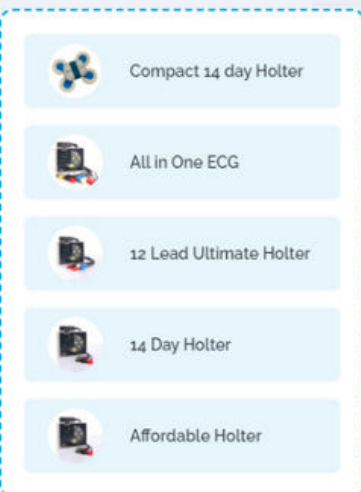 Compact 14 day Holter
All in One ECG
12 Lead Ultimate Holter
14 Day Holter
Affordable Holter